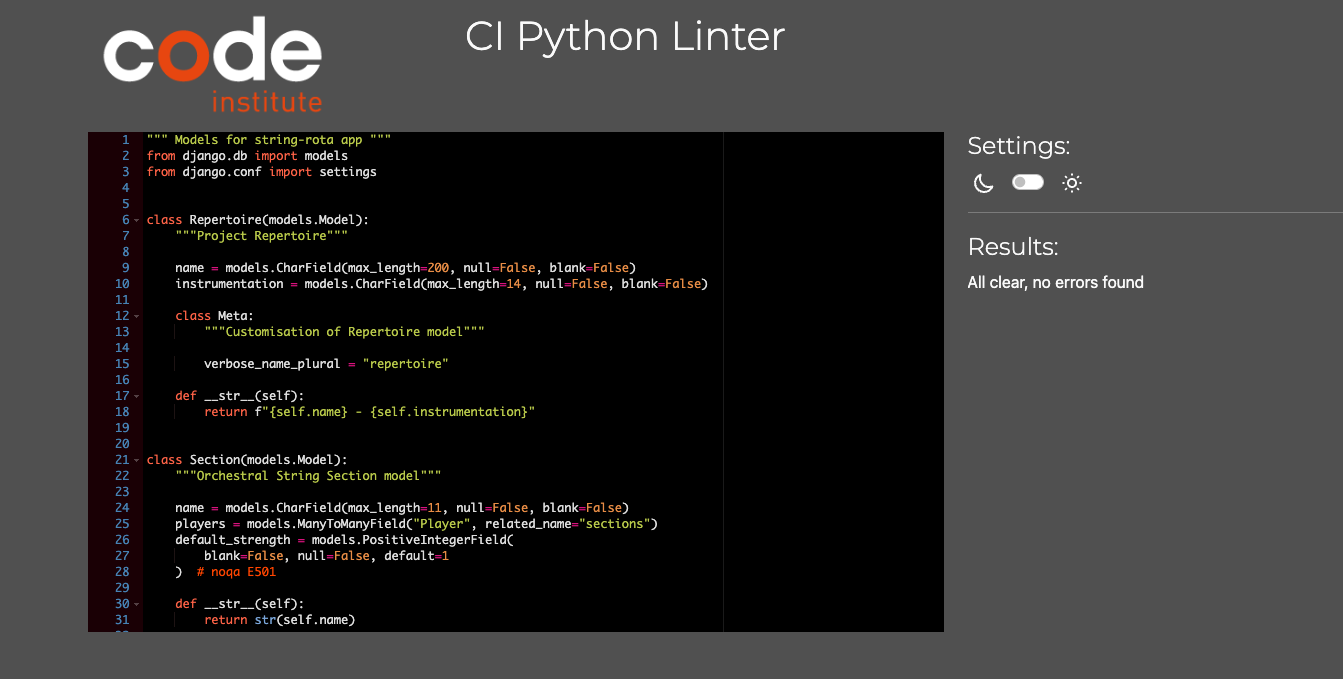 code
institute
CI Python Linter
1 """ Models for string-rota app """
2 from django.db import models
3 from django.conf import settings
4
5
6 class Repertoire(models.Model):
7     """Project Repertoire"""
8
9     name = models.CharField(max_length=200, null=False, blank=False)
10     instrumentation = models.CharField(max_length=14, null=False, blank=False)
11
12     class Meta:
13         """Customisation of Repertoire model"""
14
15         verbose_name_plural = "repertoire"
16
17     def __str__(self):
18         return f"{self.name} - {self.instrumentation}"
19
20
21 class Section(models.Model):
22     """Orchestral String Section model"""
23
24     name = models.CharField(max_length=11, null=False, blank=False)
25     players = models.ManyToManyField("Player", related_name="sections")
26     default_strength = models.PositiveIntegerField(
27         blank=False, null=False, default=1
28     )  # noqa E501
29
30     def __str__(self):
31         return str(self.name)
Settings:
Results:
All clear, no errors found